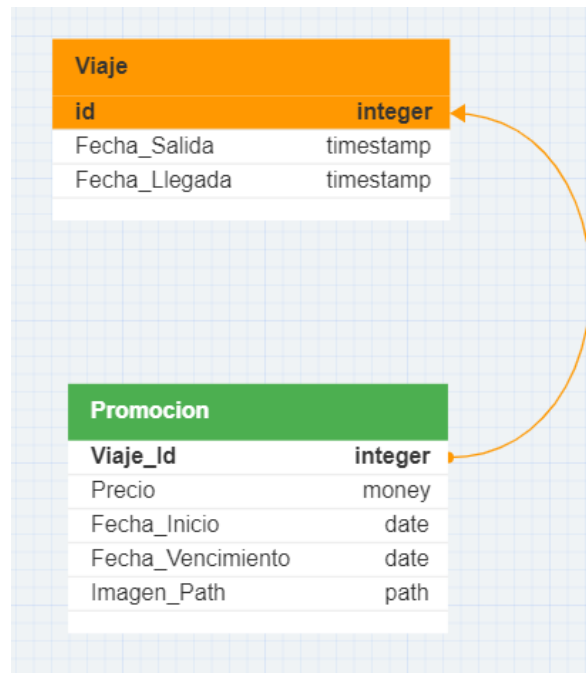 Viaje
id integer
Fecha_Salida timestamp
Fecha_Llegada timestamp
Promocion
Viaje_Id integer
Precio money
Fecha_Inicio date
Fecha_Vencimiento date
Imagen_Path path